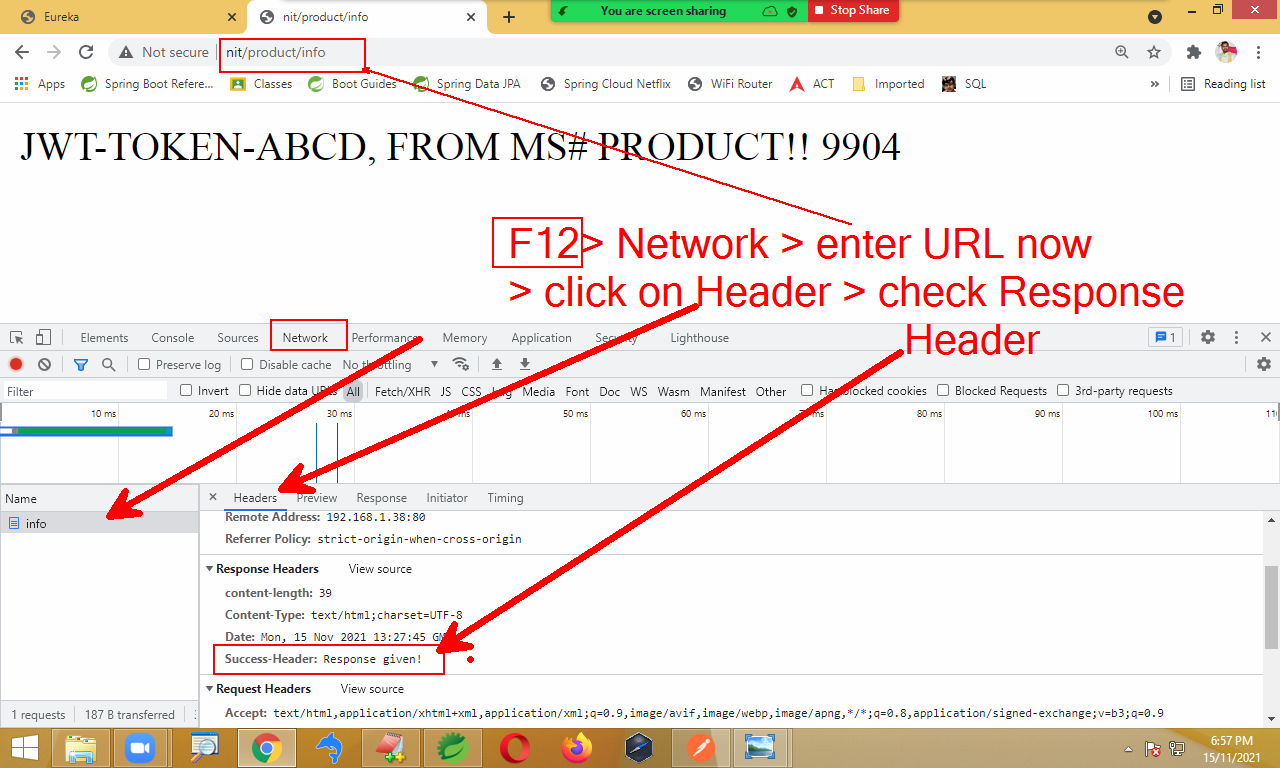 Eureka
nit/product/info
You are screen sharing
Stop Share
Not secure
nit/product/info
Apps
Spring Boot Refere...
Classes
Boot Guides
Spring Data JPA
Spring Cloud Netflix
WiFi Router
ACT
Imported
SQL
Reading list
JWT-TOKEN-ABCD, FROM MS# PRODUCT!! 9904
F12> Network > enter URL now
> click on Header > check Response
Header
Elements
Console
Sources
Network
Performance
Memory
Application
Security
Lighthouse
1
Preserve log
Disable cache
No throttling
Filter
Invert
Hide data URLs
All
Fetch/XHR
JS
CSS
Img
Media
Font
Doc
WS
Wasm
Manifest
Other
Has blocked cookies
Blocked Requests
3rd-party requests
10 ms
20 ms
30 ms
50 ms
60 ms
70 ms
80 ms
90 ms
100 ms
Name
Headers
Preview
Response
Initiator
Timing
info
Remote Address: 192.168.1.38:80
Referrer Policy: strict-origin-when-cross-origin
Response Headers
View source
content-length: 39
Content-Type: text/html;charset=UTF-8
Date: Mon, 15 Nov 2021 13:27:45 GMT
Success-Header: Response given!
Request Headers
View source
Accept: text/html,application/xhtml+xml,application/xml;q=0.9,image/avif,image/webp,image/apng,*/*;q=0.8,application/signed-exchange;v=b3;q=0.9
1 requests
187 B transferred
6:57 PM
15/11/2021